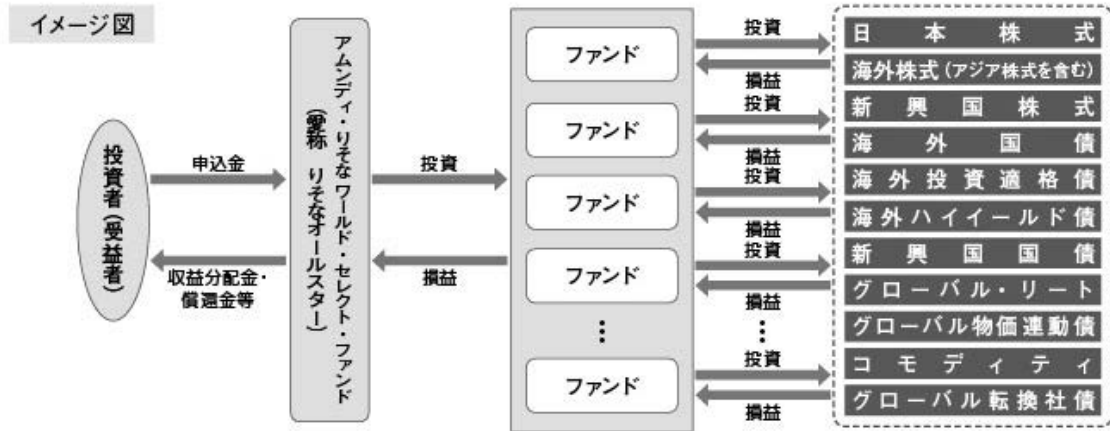 イメージ図
投資者(受益者)
申込金
収益分配金・
償還金等
アムンディ・りそなワールド・セレクト・ファンド
(愛称 りそなオールスター)
投資
損益
ファンド
ファンド
ファンド
ファンド
⋮
ファンド
投資
損益
投資
損益
投資
損益
投資
損益
⋮
投資
損益
日本株式
海外株式(アジア株式を含む)
新興国株式
海外国債
海外投資適格債
海外ハイイールド債
新興国国債
グローバル・リート
グローバル物価連動債
コモディティ
グローバル転換社債